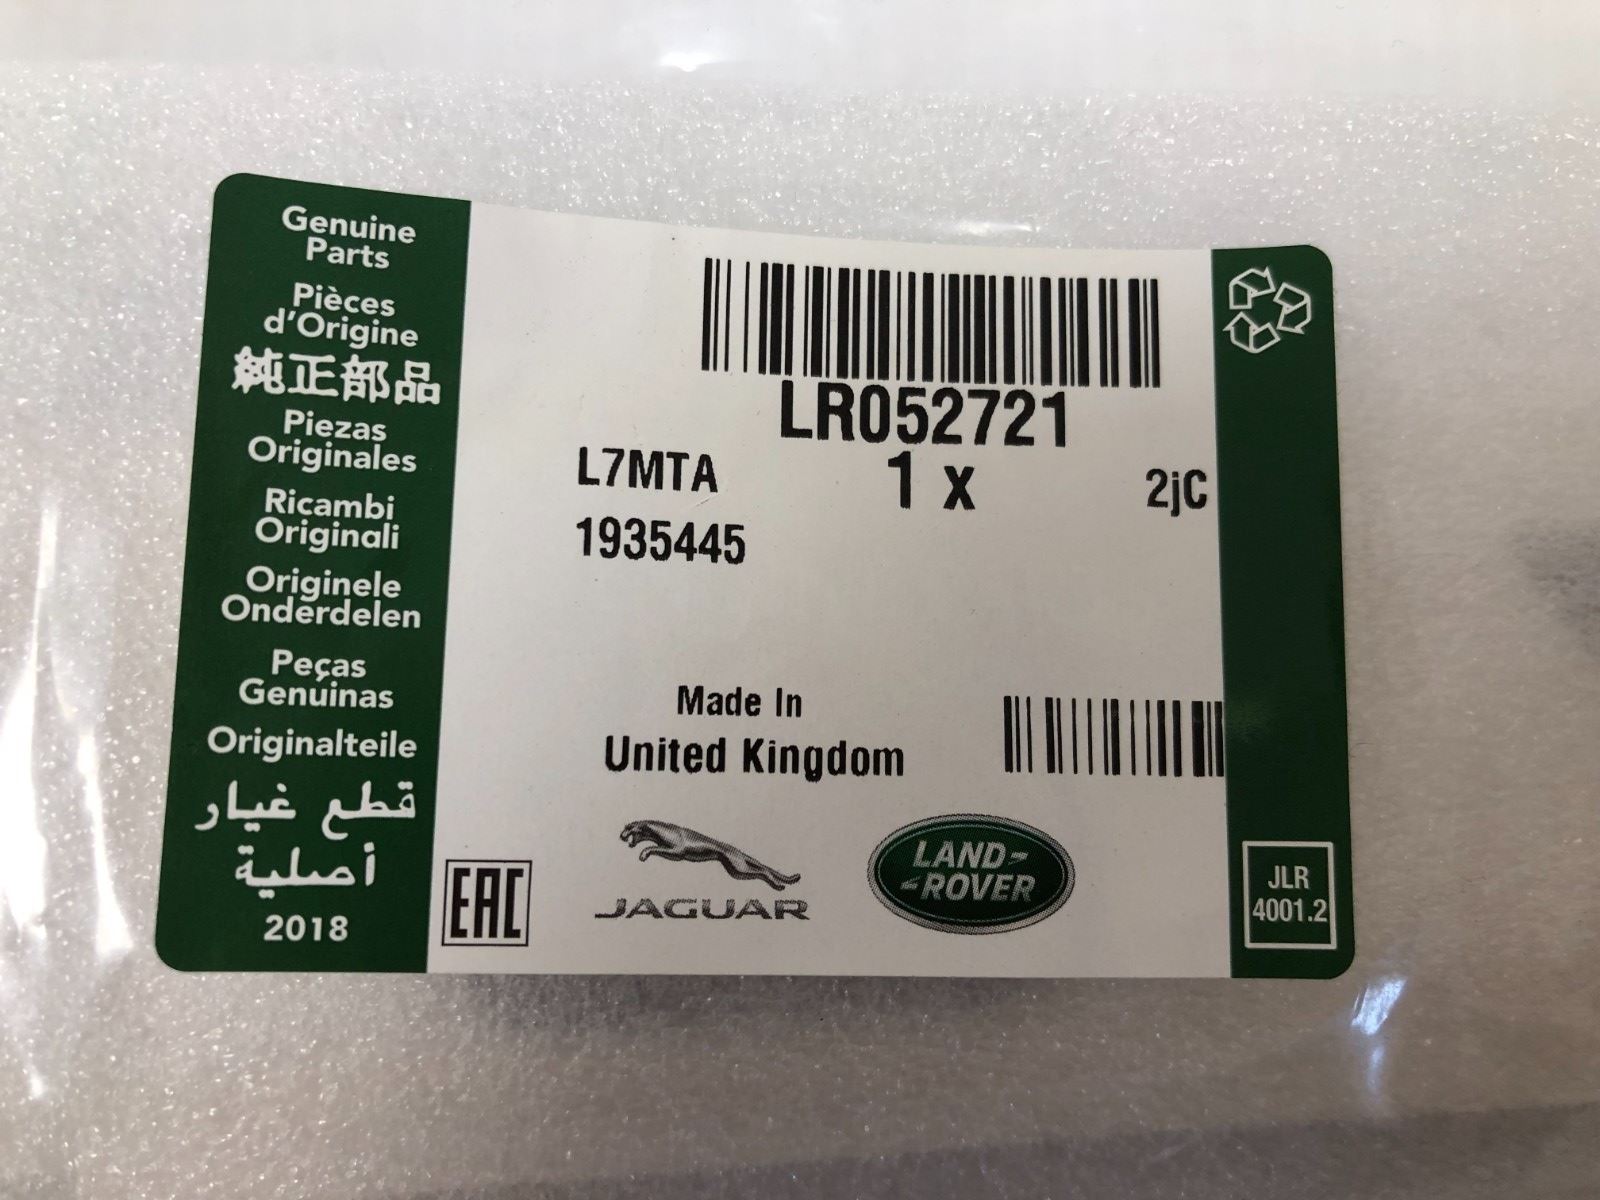 Genuine
Parts
Pièces
d'Origine
純正部品
Piezas
Originales
Ricambi
Originali
Originele
Onderdelen
Peças
Genuinas
Originalteile
قطع غيار
أصلية
2018
LR052721
L7MTA
1 x
2jC
1935445
Made In
United Kingdom
EAC
JAGUAR
LAND-
-ROVER
JLR
4001.2